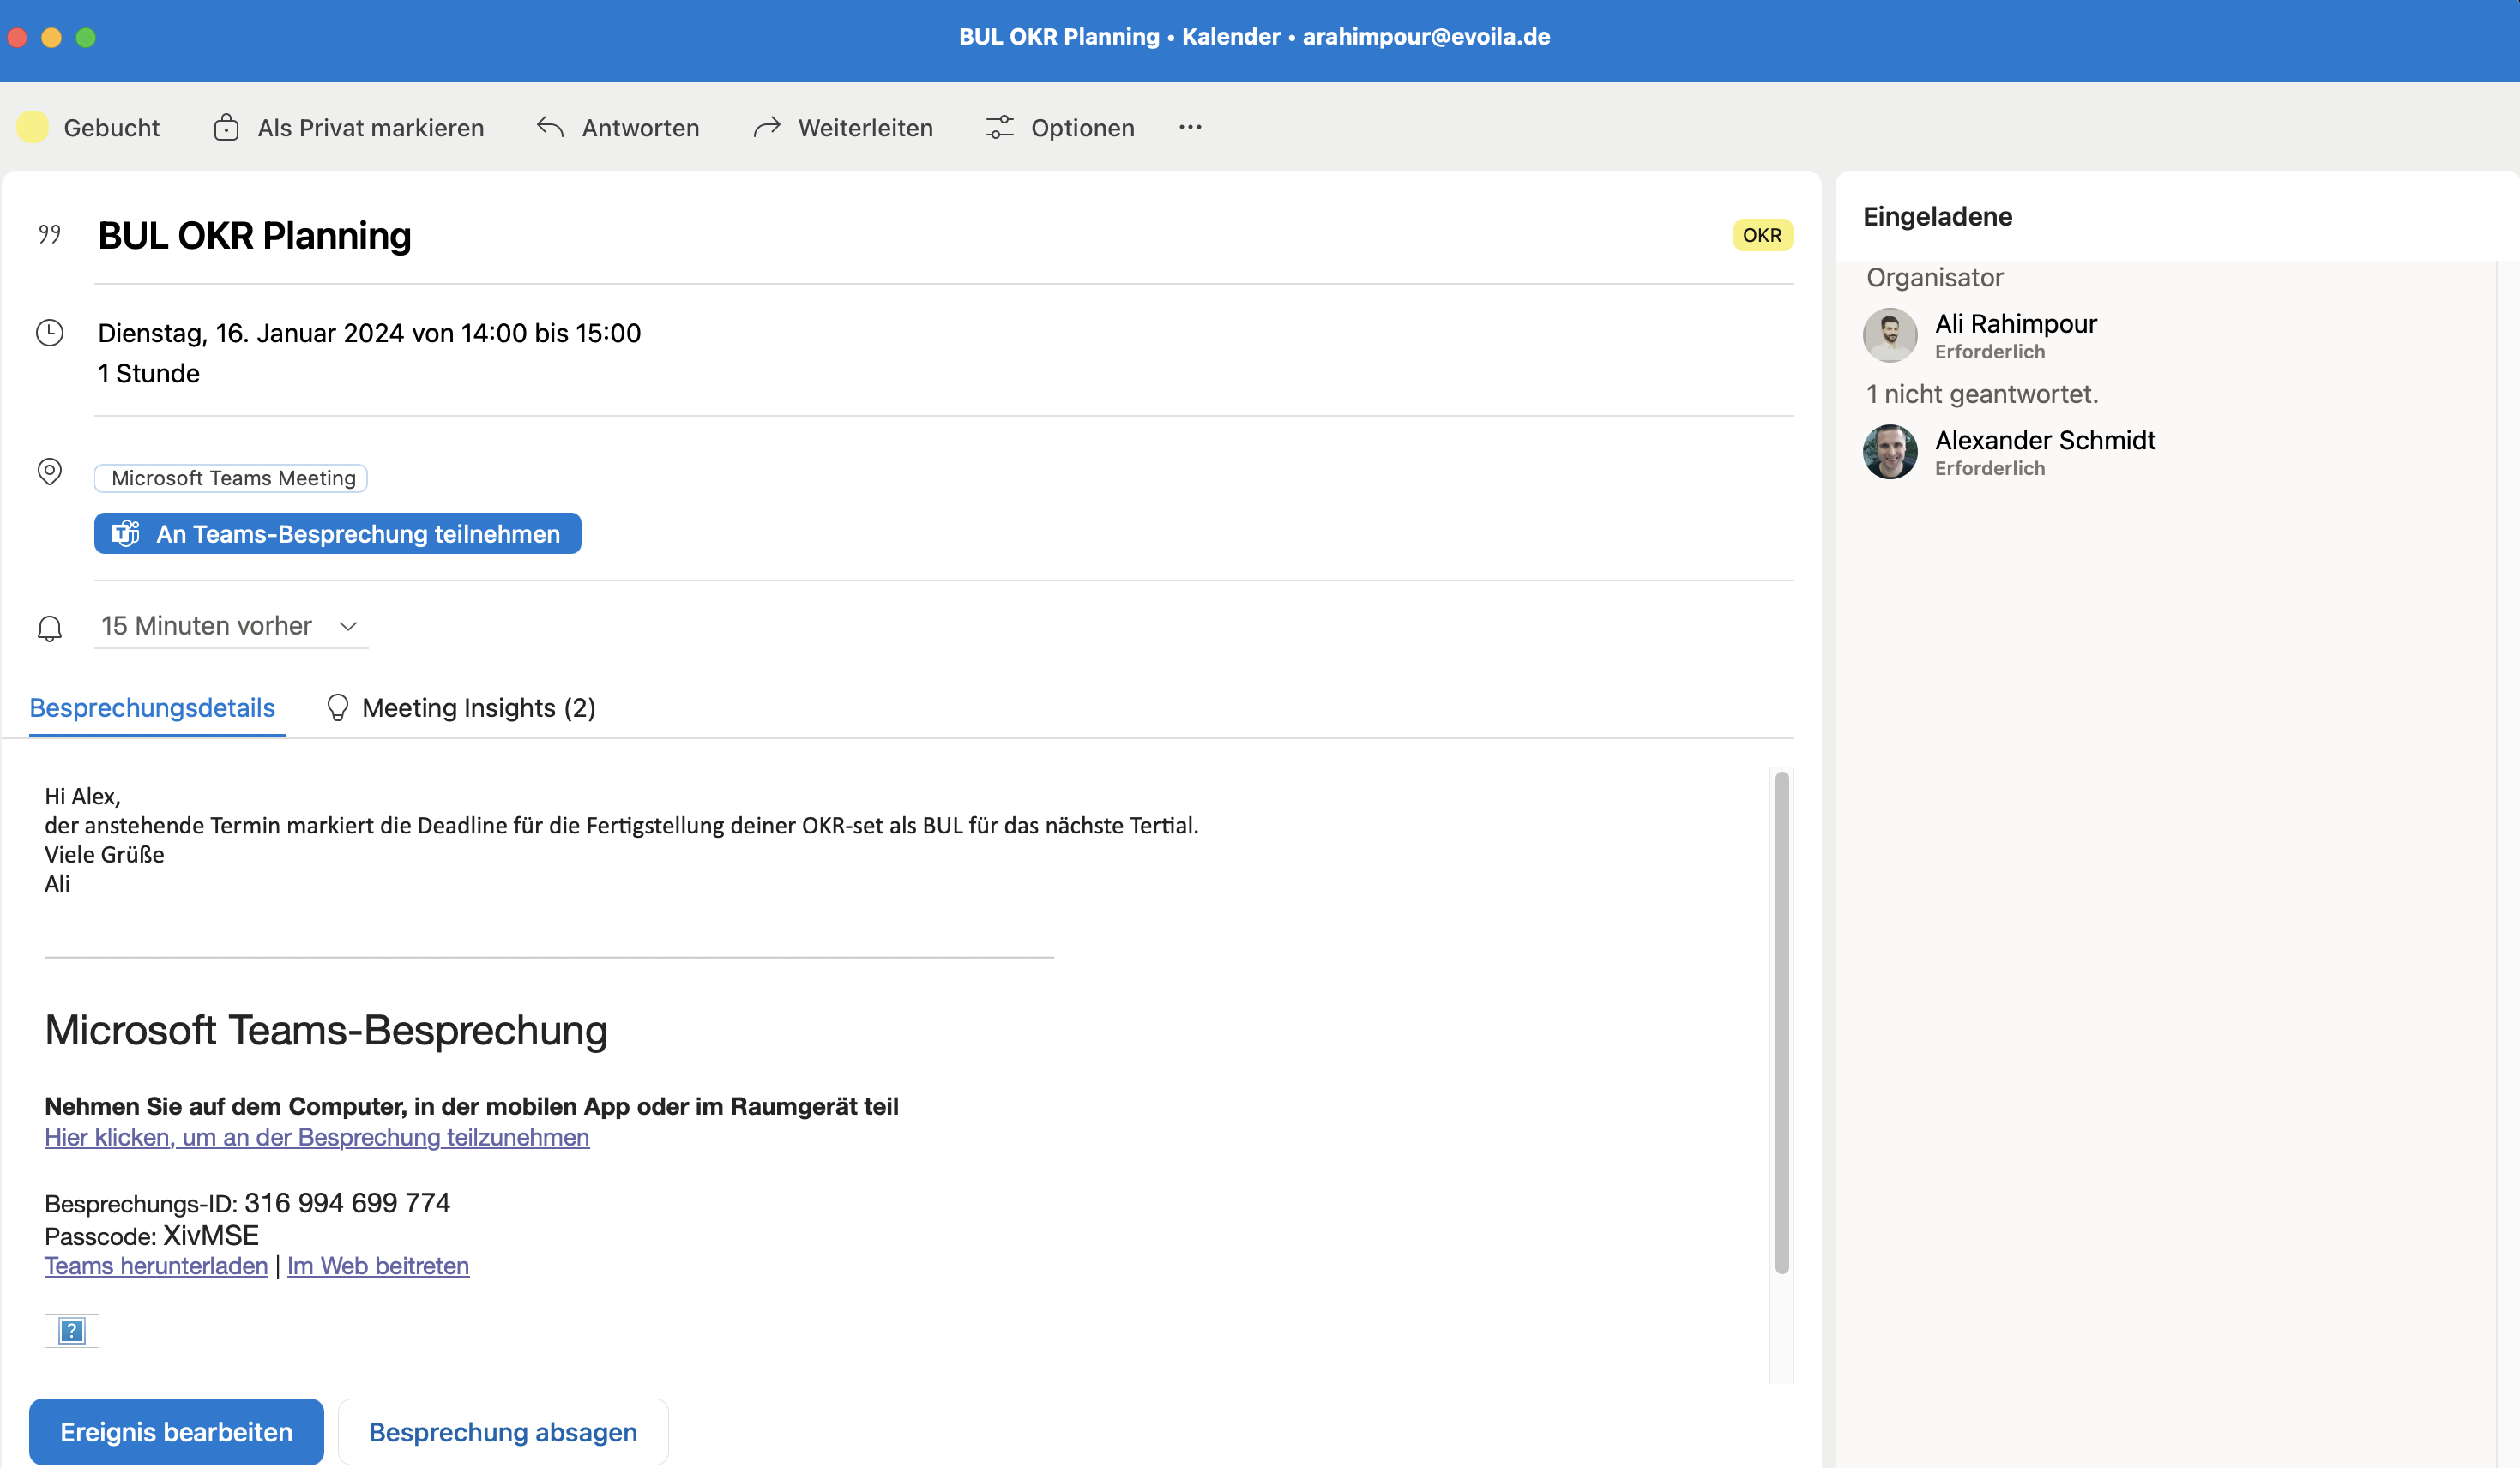 BUL OKR Planning • Kalender • arahimpour@evoila.de
Gebucht
Als Privat markieren
Antworten
Weiterleiten
Optionen
BUL OKR Planning
OKR
Dienstag, 16. Januar 2024 von 14:00 bis 15:00
1 Stunde
Microsoft Teams Meeting
An Teams-Besprechung teilnehmen
15 Minuten vorher
Besprechungsdetails
Meeting Insights (2)
Hi Alex,
der anstehende Termin markiert die Deadline für die Fertigstellung deiner OKR-set als BUL für das nächste Tertial.
Viele Grüße
Ali
Microsoft Teams-Besprechung
Nehmen Sie auf dem Computer, in der mobilen App oder im Raumgerät teil
Hier klicken, um an der Besprechung teilzunehmen
Besprechungs-ID: 316 994 699 774
Passcode: XivMSE
Teams herunterladen | Im Web beitreten
Ereignis bearbeiten
Besprechung absagen
Eingeladene
Organisator
Ali Rahimpour
Erforderlich
1 nicht geantwortet.
Alexander Schmidt
Erforderlich